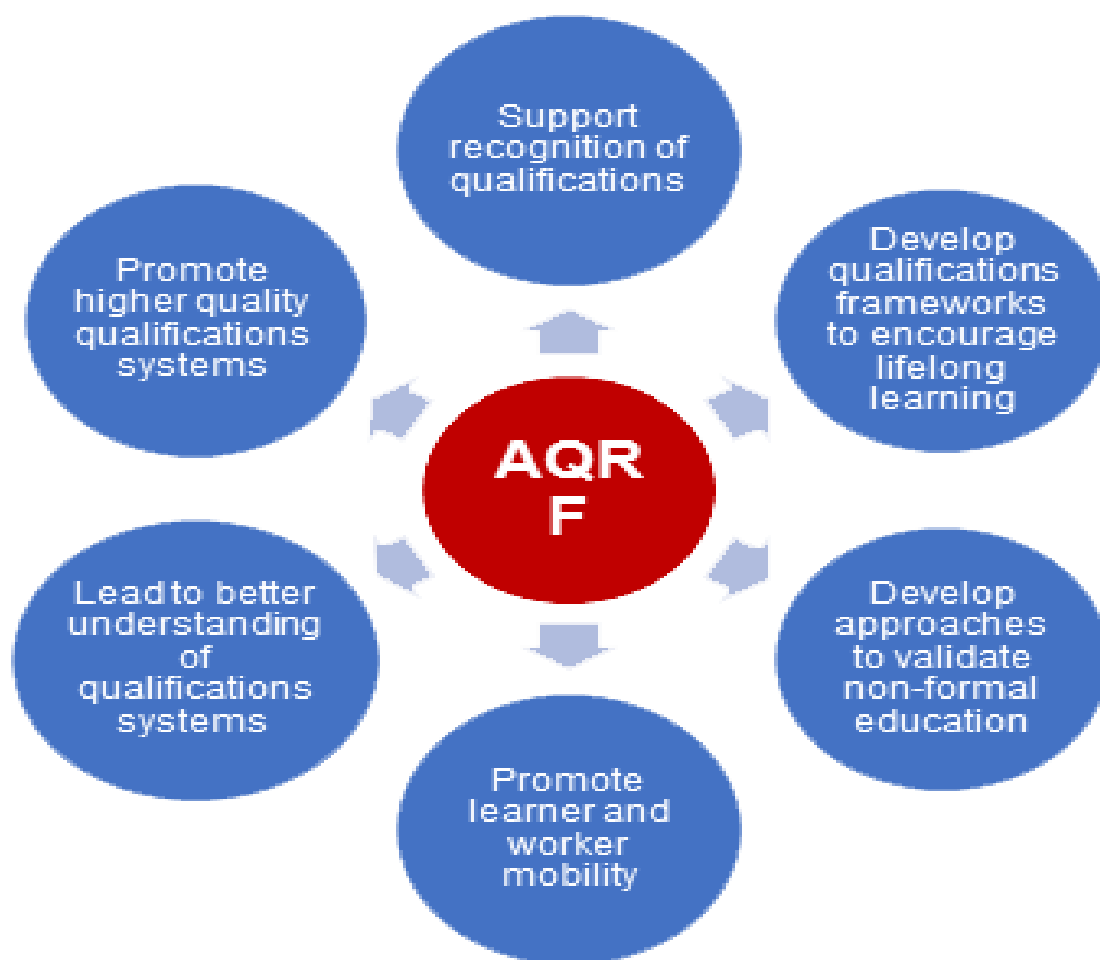 Support
recognition of
qualifications
Develop
qualifications
frameworks
to encourage
lifelong
learning
Develop
approaches
to validate
non-formal
education
Promote
learner and
worker
mobility
Lead to better
understanding
of
qualifications
systems
Promote
higher quality
qualifications
systems
AQR
F